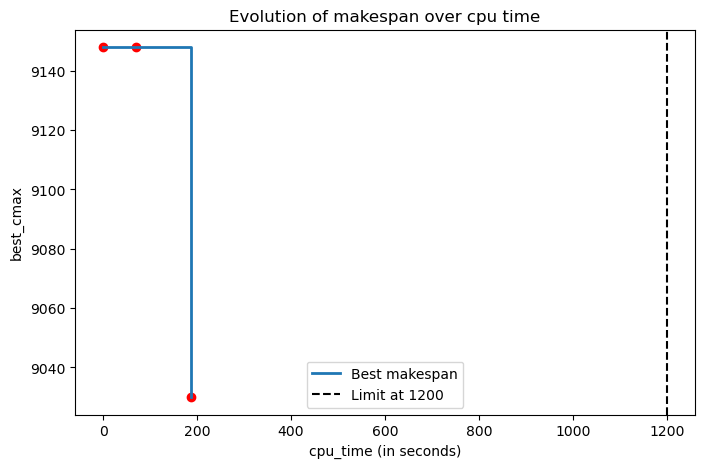 Evolution of makespan over cpu time
best_cmax
9140
9120
9100
9080
9060
9040
Best makespan
Limit at 1200
0
200
400
600
800
1000
1200
cpu_time (in seconds)